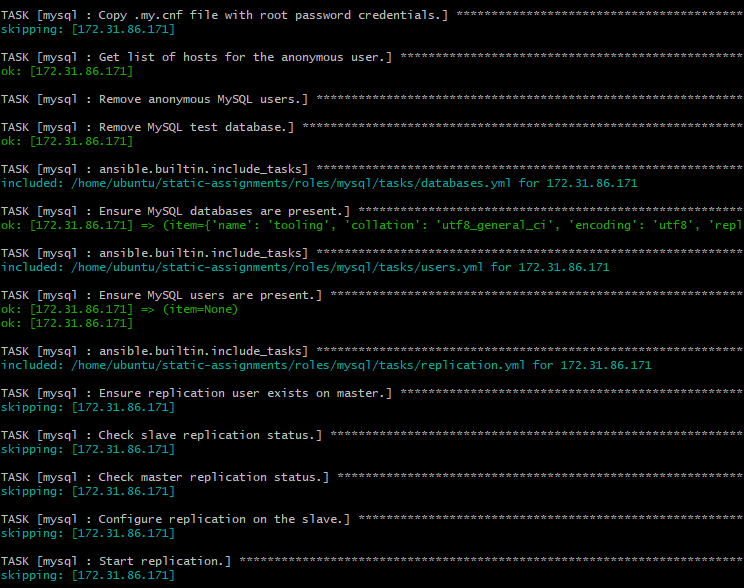 TASK [mysql : Copy .my.cnf file with root password credentials.] *****************************************
skipping: [172.31.86.171]
TASK [mysql : Get list of hosts for the anonymous user.] *************************************************
ok: [172.31.86.171]
TASK [mysql : Remove anonymous MySQL users.] *************************************************************
TASK [mysql : Remove MySQL test database.] ***************************************************************
ok: [172.31.86.171]
TASK [mysql : ansible.builtin.include_tasks] *************************************************************
included: /home/ubuntu/static-assignments/roles/mysql/tasks/databases.yml for 172.31.86.171
TASK [mysql : Ensure MySQL databases are present.] *******************************************************
ok: [172.31.86.171] => (item={'name': 'tooling', 'collation': 'utf8_general_ci', 'encoding': 'utf8', 'repl
TASK [mysql : ansible.builtin.include_tasks] *************************************************************
included: /home/ubuntu/static-assignments/roles/mysql/tasks/users.yml for 172.31.86.171
TASK [mysql : Ensure MySQL users are present.] ***********************************************************
ok: [172.31.86.171] => (item=None)
ok: [172.31.86.171]
TASK [mysql : ansible.builtin.include_tasks] *************************************************************
included: /home/ubuntu/static-assignments/roles/mysql/tasks/replication.yml for 172.31.86.171
TASK [mysql : Ensure replication user exists on master.] *************************************************
skipping: [172.31.86.171]
TASK [mysql : Check slave replication status.] ***********************************************************
skipping: [172.31.86.171]
TASK [mysql : Check master replication status.] **********************************************************
skipping: [172.31.86.171]
TASK [mysql : Configure replication on the slave.] *******************************************************
skipping: [172.31.86.171]
TASK [mysql : Start replication.] ************************************************************************
skipping: [172.31.86.171]